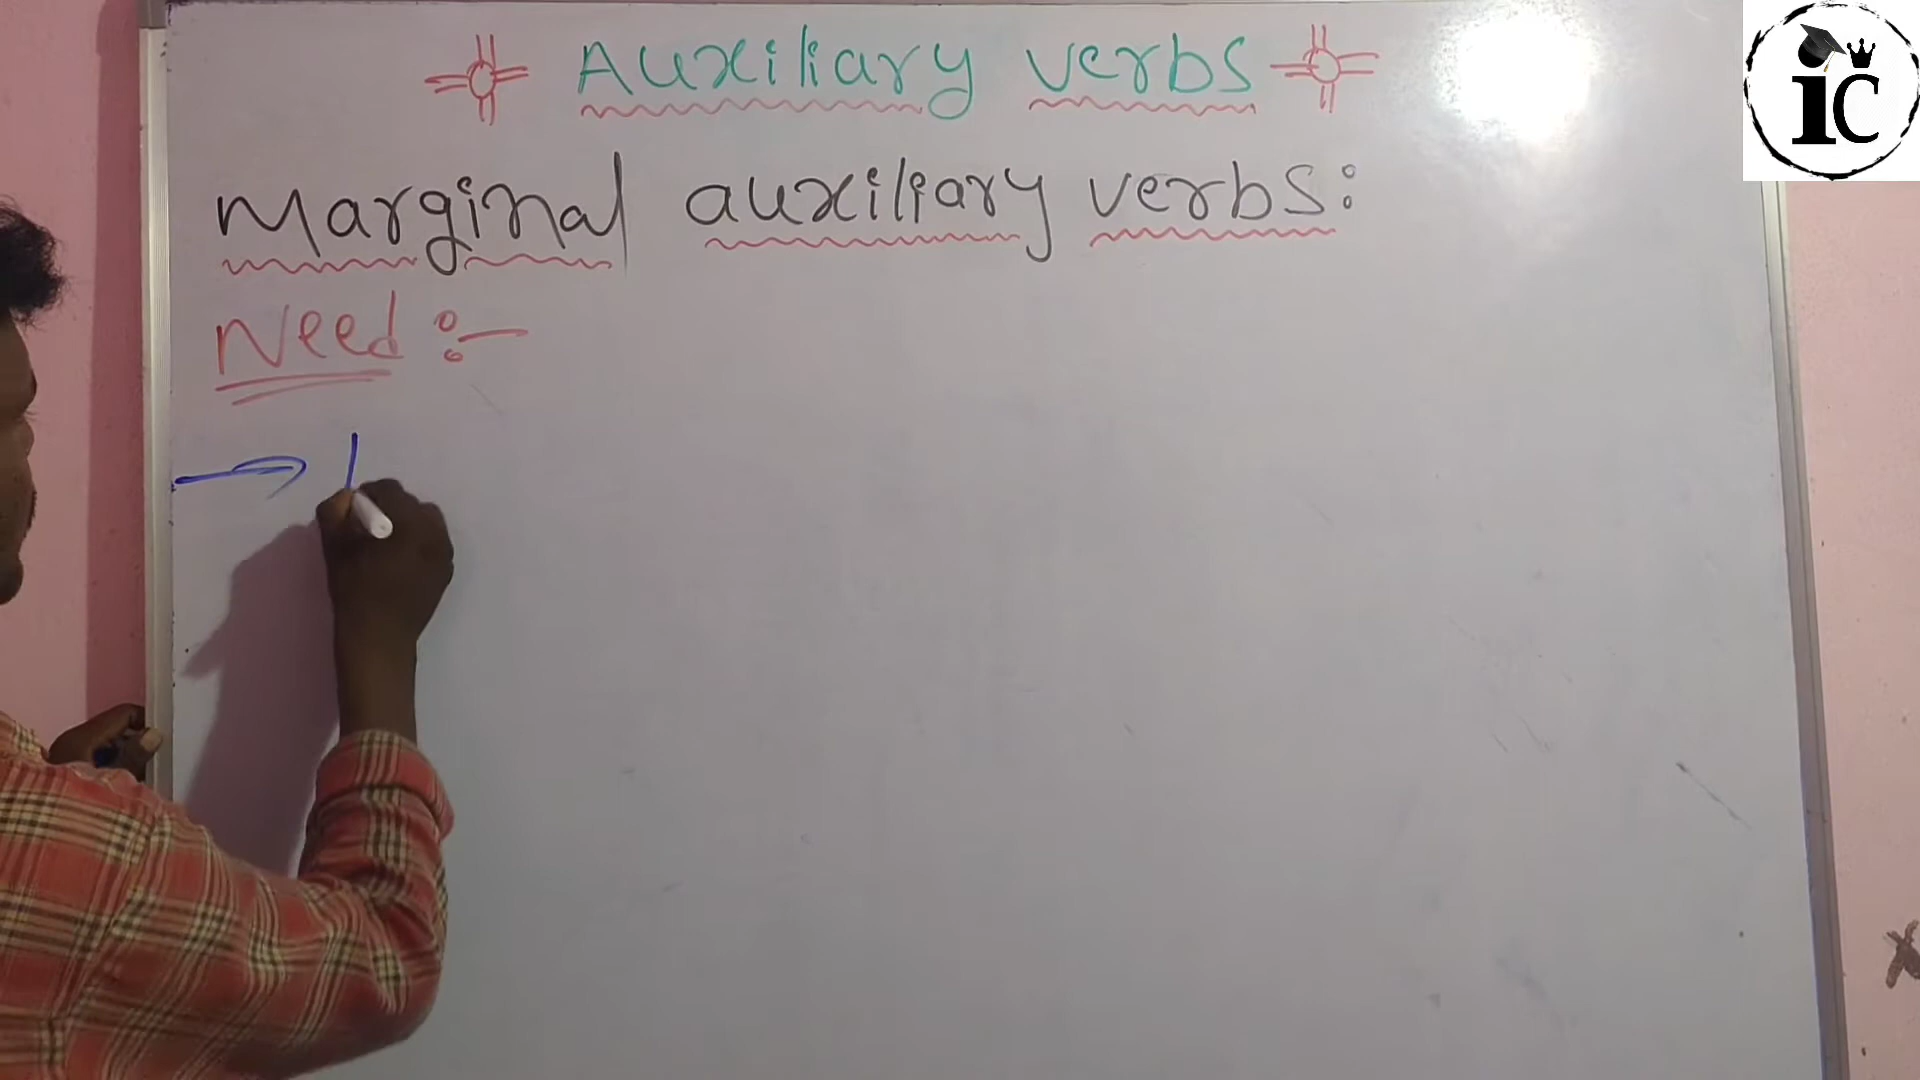 Auxiliary verbs
Marginal auxiliary verbs:
Need :-
→
iC